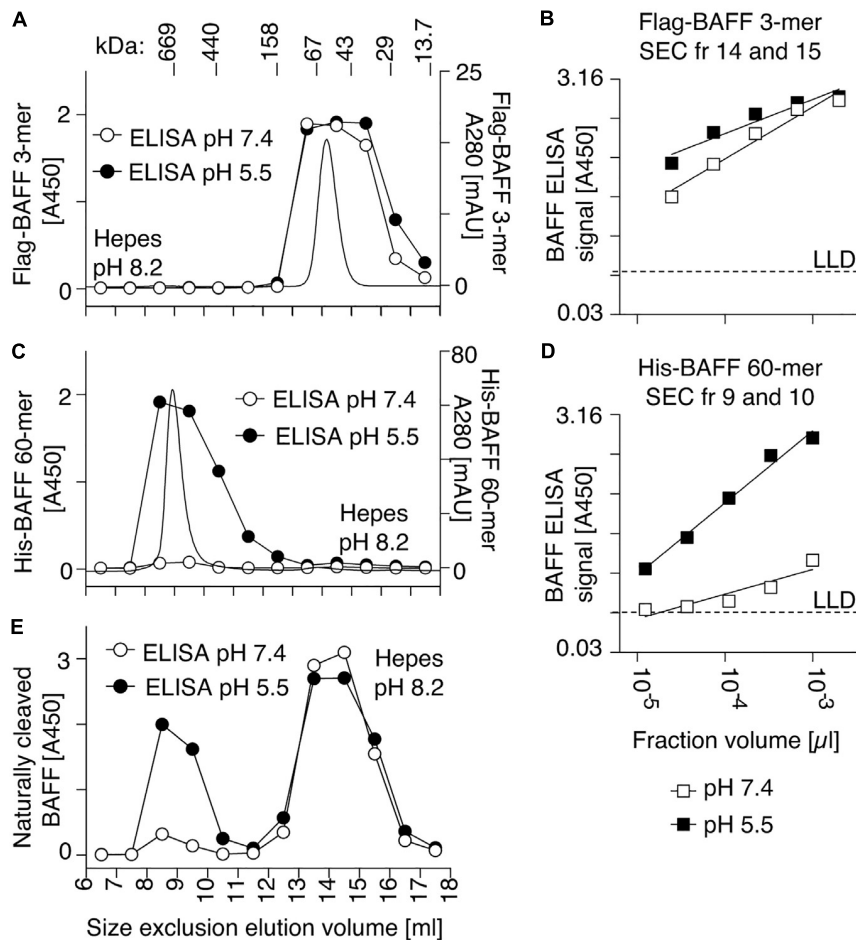 A
kDa:
669
440
158
67
43
29
13.7
Flag-BAFF 3-mer
[A450]
2
0
ELISA pH 7.4
ELISA pH 5.5
Hepes
pH 8.2
25
0
Flag-BAFF 3-mer
A280 [mAU]
B
Flag-BAFF 3-mer
SEC fr 14 and 15
3.16
0.03
BAFF ELISA
signal [A450]
LLD
C
His-BAFF 60-mer
[A450]
2
0
ELISA pH 7.4
ELISA pH 5.5
Hepes
pH 8.2
80
0
His-BAFF 60-mer
A280 [mAU]
D
His-BAFF 60-mer
SEC fr 9 and 10
3.16
0.03
BAFF ELISA
signal [A450]
LLD
10-5
10-4
10-3
Fraction volume [µl]
pH 7.4
pH 5.5
E
Naturally cleaved
BAFF [A450]
3
0
ELISA pH 7.4
ELISA pH 5.5
Hepes
pH 8.2
6
7
8
9
10
11
12
13
14
15
16
17
18
Size exclusion elution volume [ml]